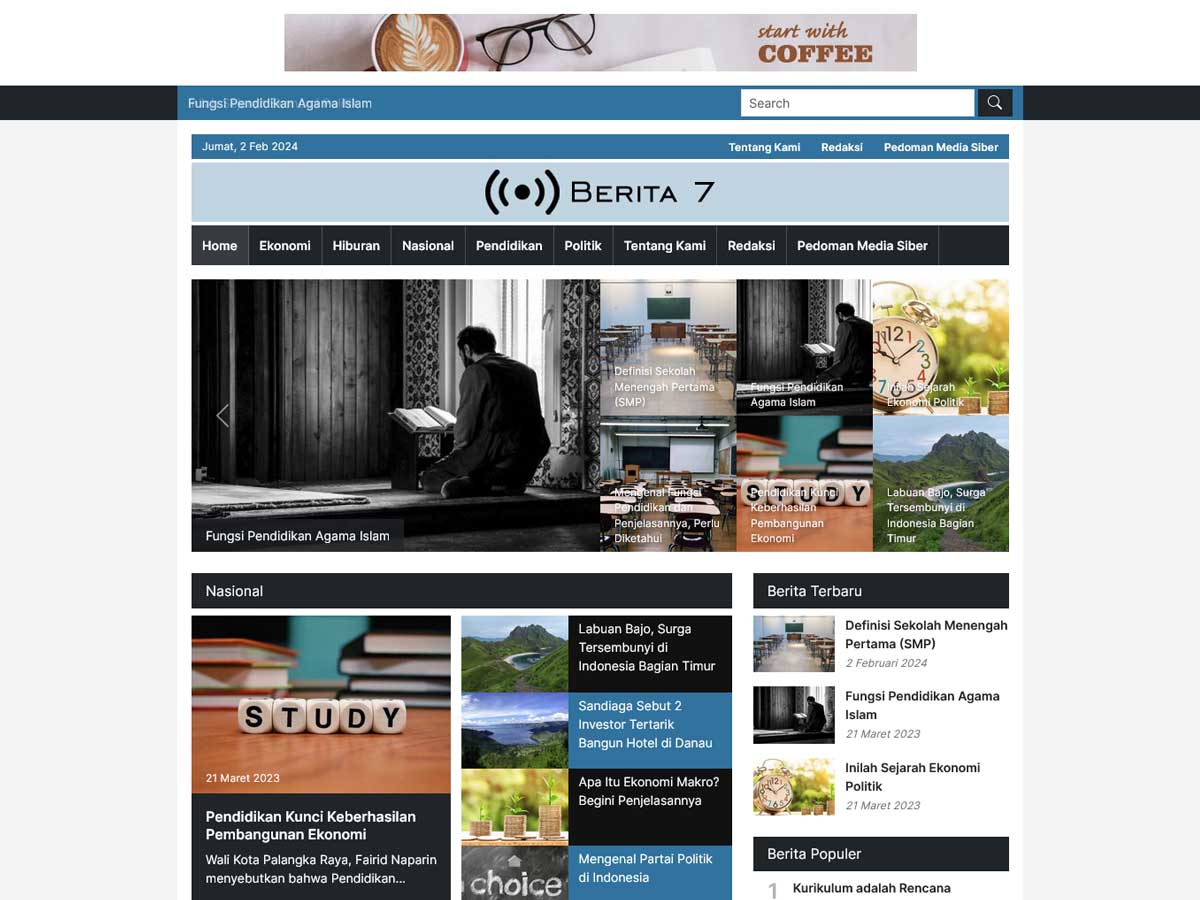 start with
COFFEE
Fungsi Pendidikan Agama Islam
Search
Jumat, 2 Feb 2024
Tentang Kami
Redaksi
Pedoman Media Siber
BERITA 7
Home
Ekonomi
Hiburan
Nasional
Pendidikan
Politik
Tentang Kami
Redaksi
Pedoman Media Siber
Fungsi Pendidikan Agama Islam
Definisi Sekolah
Menengah Pertama
(SMP)
Fungsi Pendidikan
Agama Islam
12
1
2
3
4
7
Inilah Sejarah
Ekonomi Politik
Mengenal Fungsi
Pendidikan dan
Penjelasannya, Perlu
Diketahui
STUDY
Pendidikan Kunci
Keberhasilan
Pembangunan
Ekonomi
Labuan Bajo, Surga
Tersembunyi di
Indonesia Bagian
Timur
Nasional
STUDY
21 Maret 2023
Pendidikan Kunci Keberhasilan
Pembangunan Ekonomi
Wali Kota Palangka Raya, Fairid Naparin
menyebutkan bahwa Pendidikan...
Labuan Bajo, Surga
Tersembunyi di
Indonesia Bagian Timur
Sandiaga Sebut 2
Investor Tertarik
Bangun Hotel di Danau
Apa Itu Ekonomi Makro?
Begini Penjelasannya
choice
Mengenal Partai Politik
di Indonesia
Berita Terbaru
Definisi Sekolah Menengah
Pertama (SMP)
2 Februari 2024
Fungsi Pendidikan Agama
Islam
21 Maret 2023
Inilah Sejarah Ekonomi
Politik
21 Maret 2023
Berita Populer
1
Kurikulum adalah Rencana